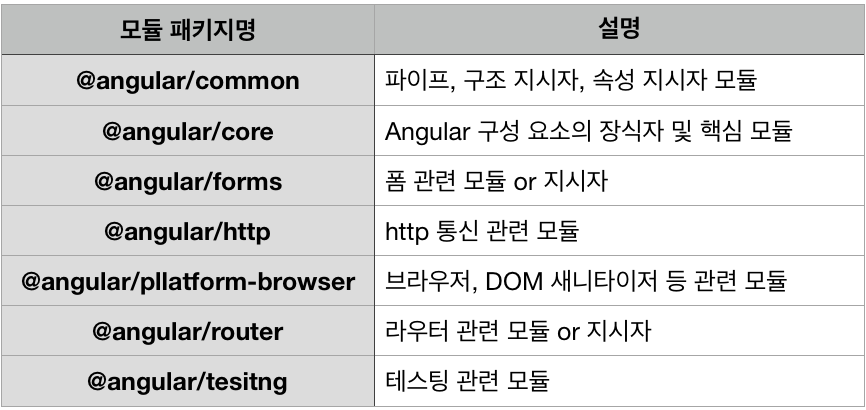 모듈 패키지명 설명
@angular/common 파이프, 구조 지시자, 속성 지시자 모듈
@angular/core Angular 구성 요소의 장식자 및 핵심 모듈
@angular/forms 폼 관련 모듈 or 지시자
@angular/http http 통신 관련 모듈
@angular/pllatform-browser 브라우저, DOM 새니타이저 등 관련 모듈
@angular/router 라우터 관련 모듈 or 지시자
@angular/tesitng 테스팅 관련 모듈